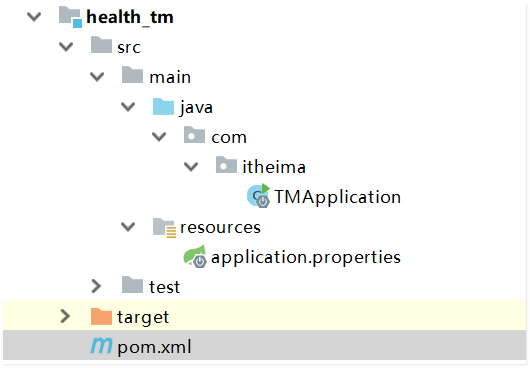 health_tm
src
main
java
com
itheima
TMApplication
resources
application.properties
test
target
pom.xml